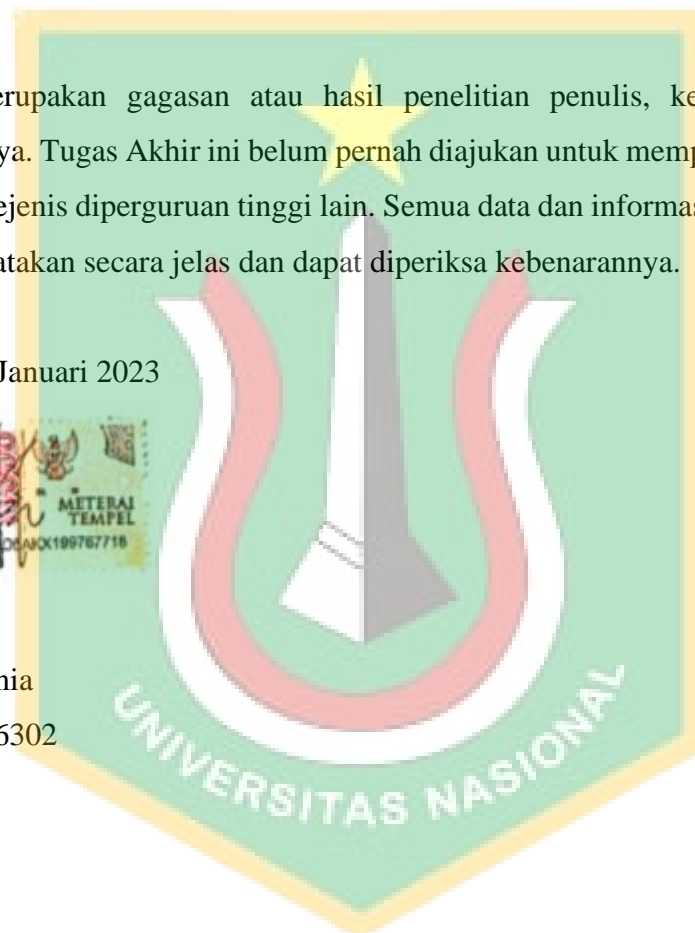 erupakan gagasan atau hasil penelitian penulis, ke
ya. Tugas Akhir ini belum pernah diajukan untuk memp
ejenis diperguruan tinggi lain. Semua data dan informas
atakan secara jelas dan dapat diperiksa kebenarannya.
Januari 2023
METERAI
TEMPEL
199767716
nia
6302
UNIVERSITAS NASIONAL